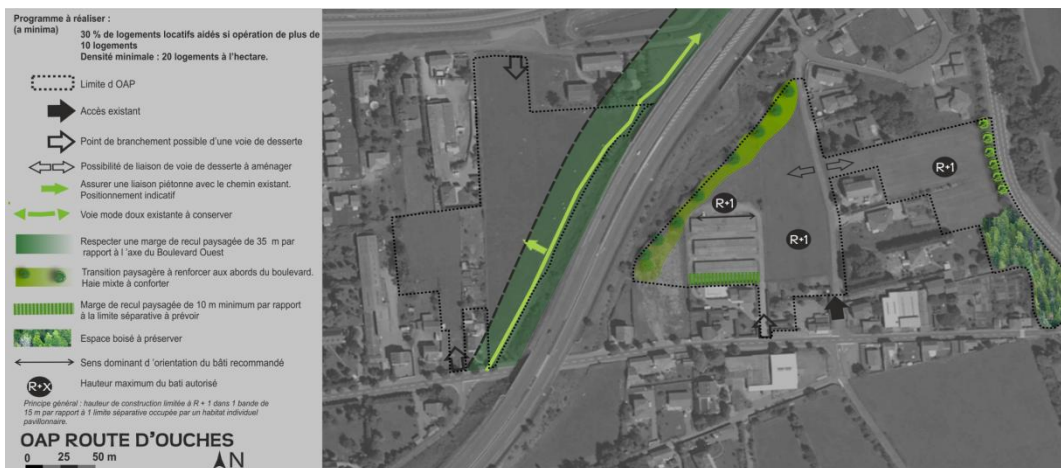 Programme à réaliser :
(a minima)
30 % de logements locatifs aidés si opération de plus de
10 logements
Densité minimale : 20 logements à l'hectare.
Limite d OAP
Accès existant
Point de branchement possible d'une voie de desserte
Possibilité de liaison de voie de desserte à aménager
Assurer une liaison piétonne avec le chemin existant.
Positionnement indicatif
Voie mode doux existante à conserver
Respecter une marge de recul paysagée de 35 m par
rapport à l 'axe du Boulevard Ouest
Transition paysagère à renforcer aux abords du boulevard.
Haie mixte à conforter
Marge de recul paysagée de 10 m minimum par rapport
à la limite séparative à prévoir
Espace boisé à préserver
Sens dominant d 'orientation du bâti recommandé
R+X
Hauteur maximum du bati autorisé
Principe général : hauteur de construction limitée à R + 1 dans 1 bande de
15 m par rapport à 1 limite séparative occupée par un habitat individuel
pavillonnaire.
OAP ROUTE D'OUCHES
0 25 50 m
N
R+1
R+1
R+1